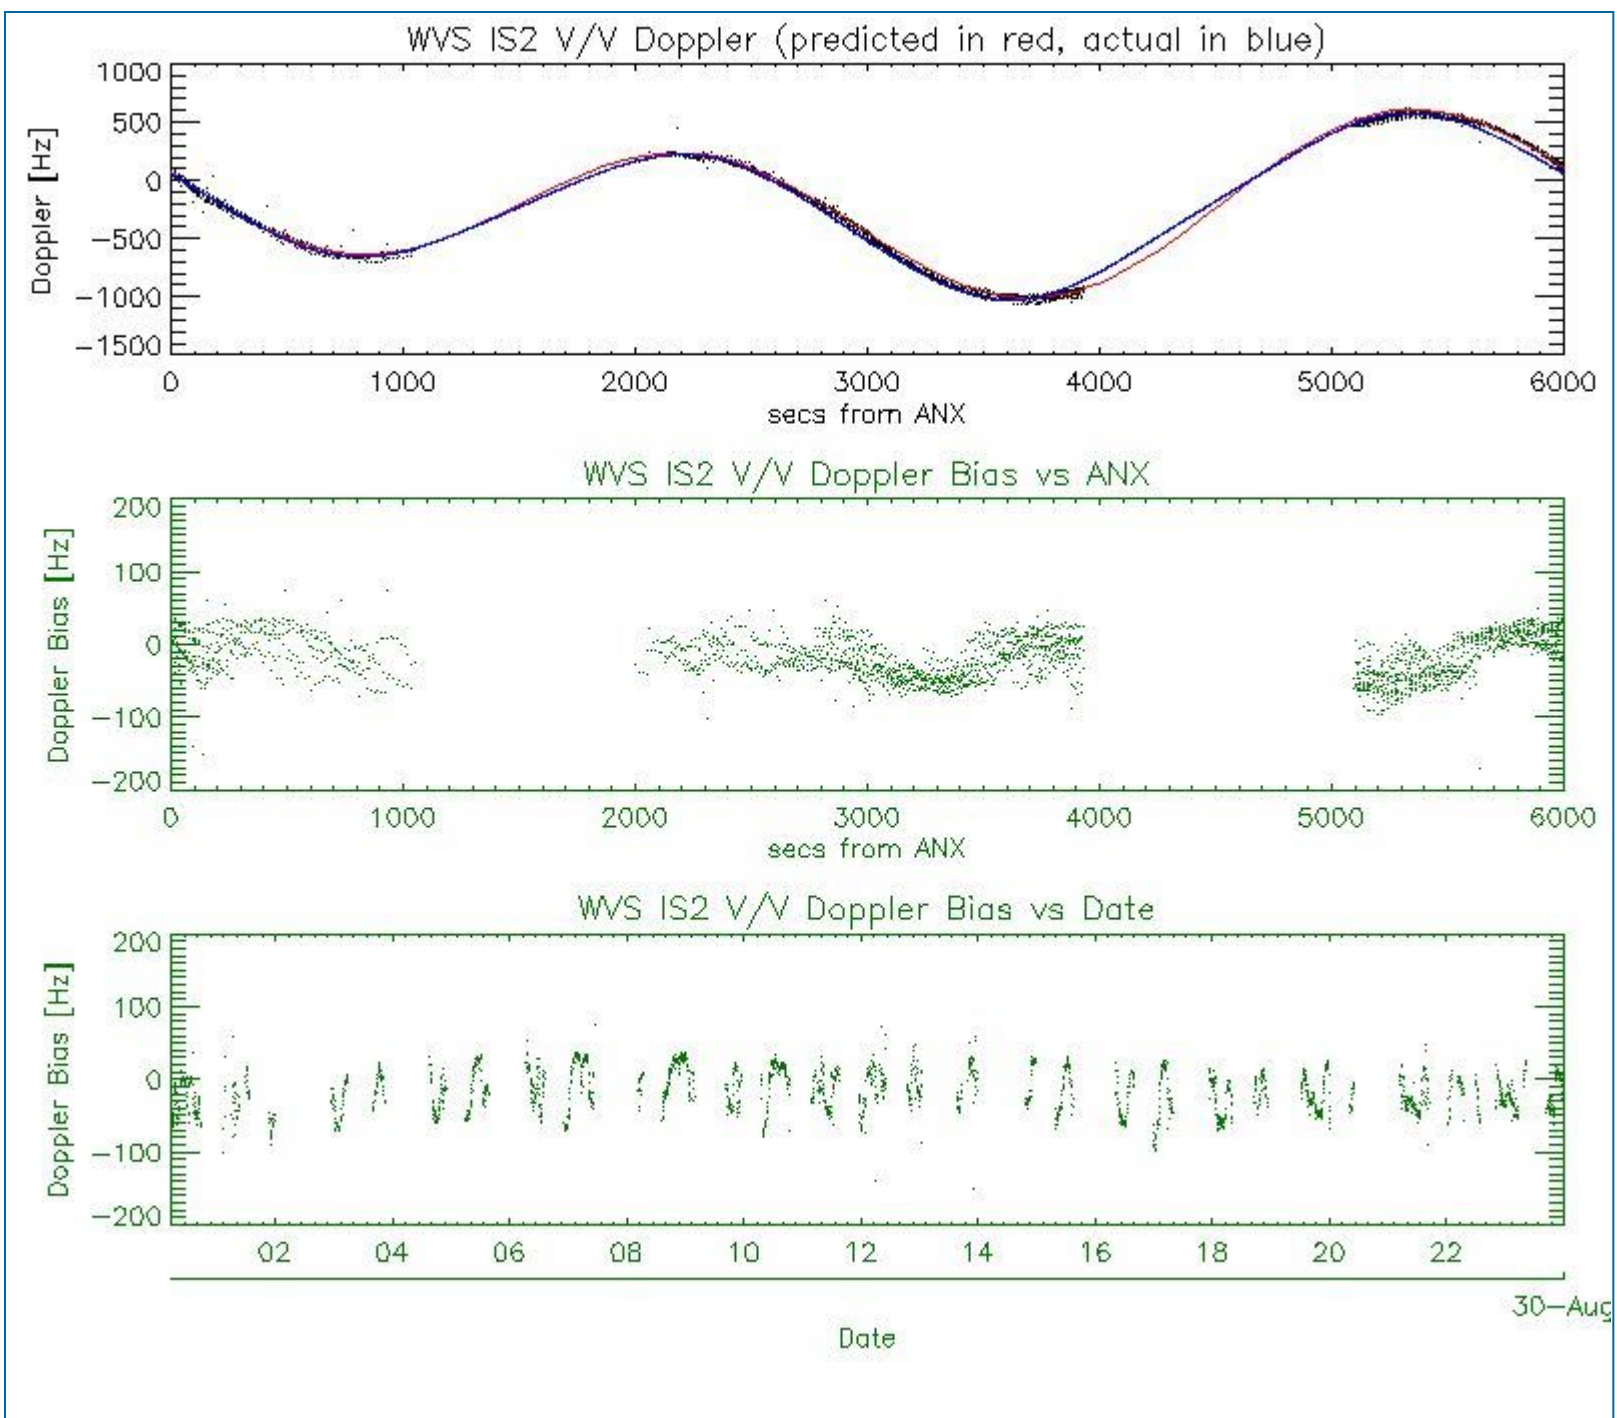 WVS IS2 V/V Doppler (predicted in red, actual in blue)
1000
500
0
−500
−1000
−1500
Doppler [Hz]
0 1000 2000 3000 4000 5000 6000
secs from ANX
WVS IS2 V/V Doppler Bias vs ANX
200
100
0
−100
−200
Doppler Bias [Hz]
0 1000 2000 3000 4000 5000 6000
secs from ANX
WVS IS2 V/V Doppler Bias vs Date
200
100
0
−100
−200
Doppler Bias [Hz]
02 04 06 08 10 12 14 16 18 20 22
30−Aug
Date